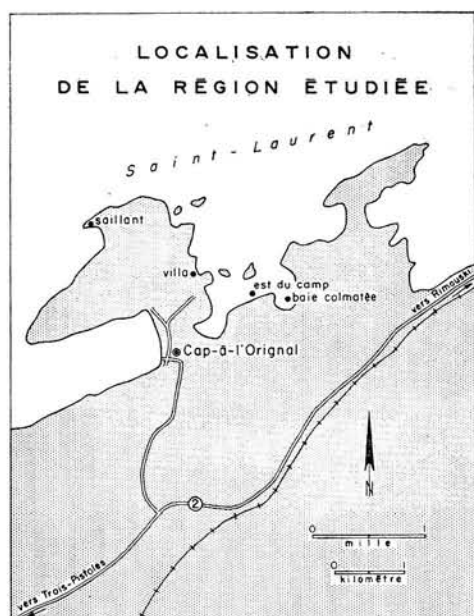 LOCALISATION
DE LA RÉGION ÉTUDIÉE
Saint-Laurent
saillant
villa
est du camp
baie colmatée
vers Rimouski
Cap-à-l'Orignal
N
2
0 1
mille
0 1
kilomètre
vers Trois-Pistoles